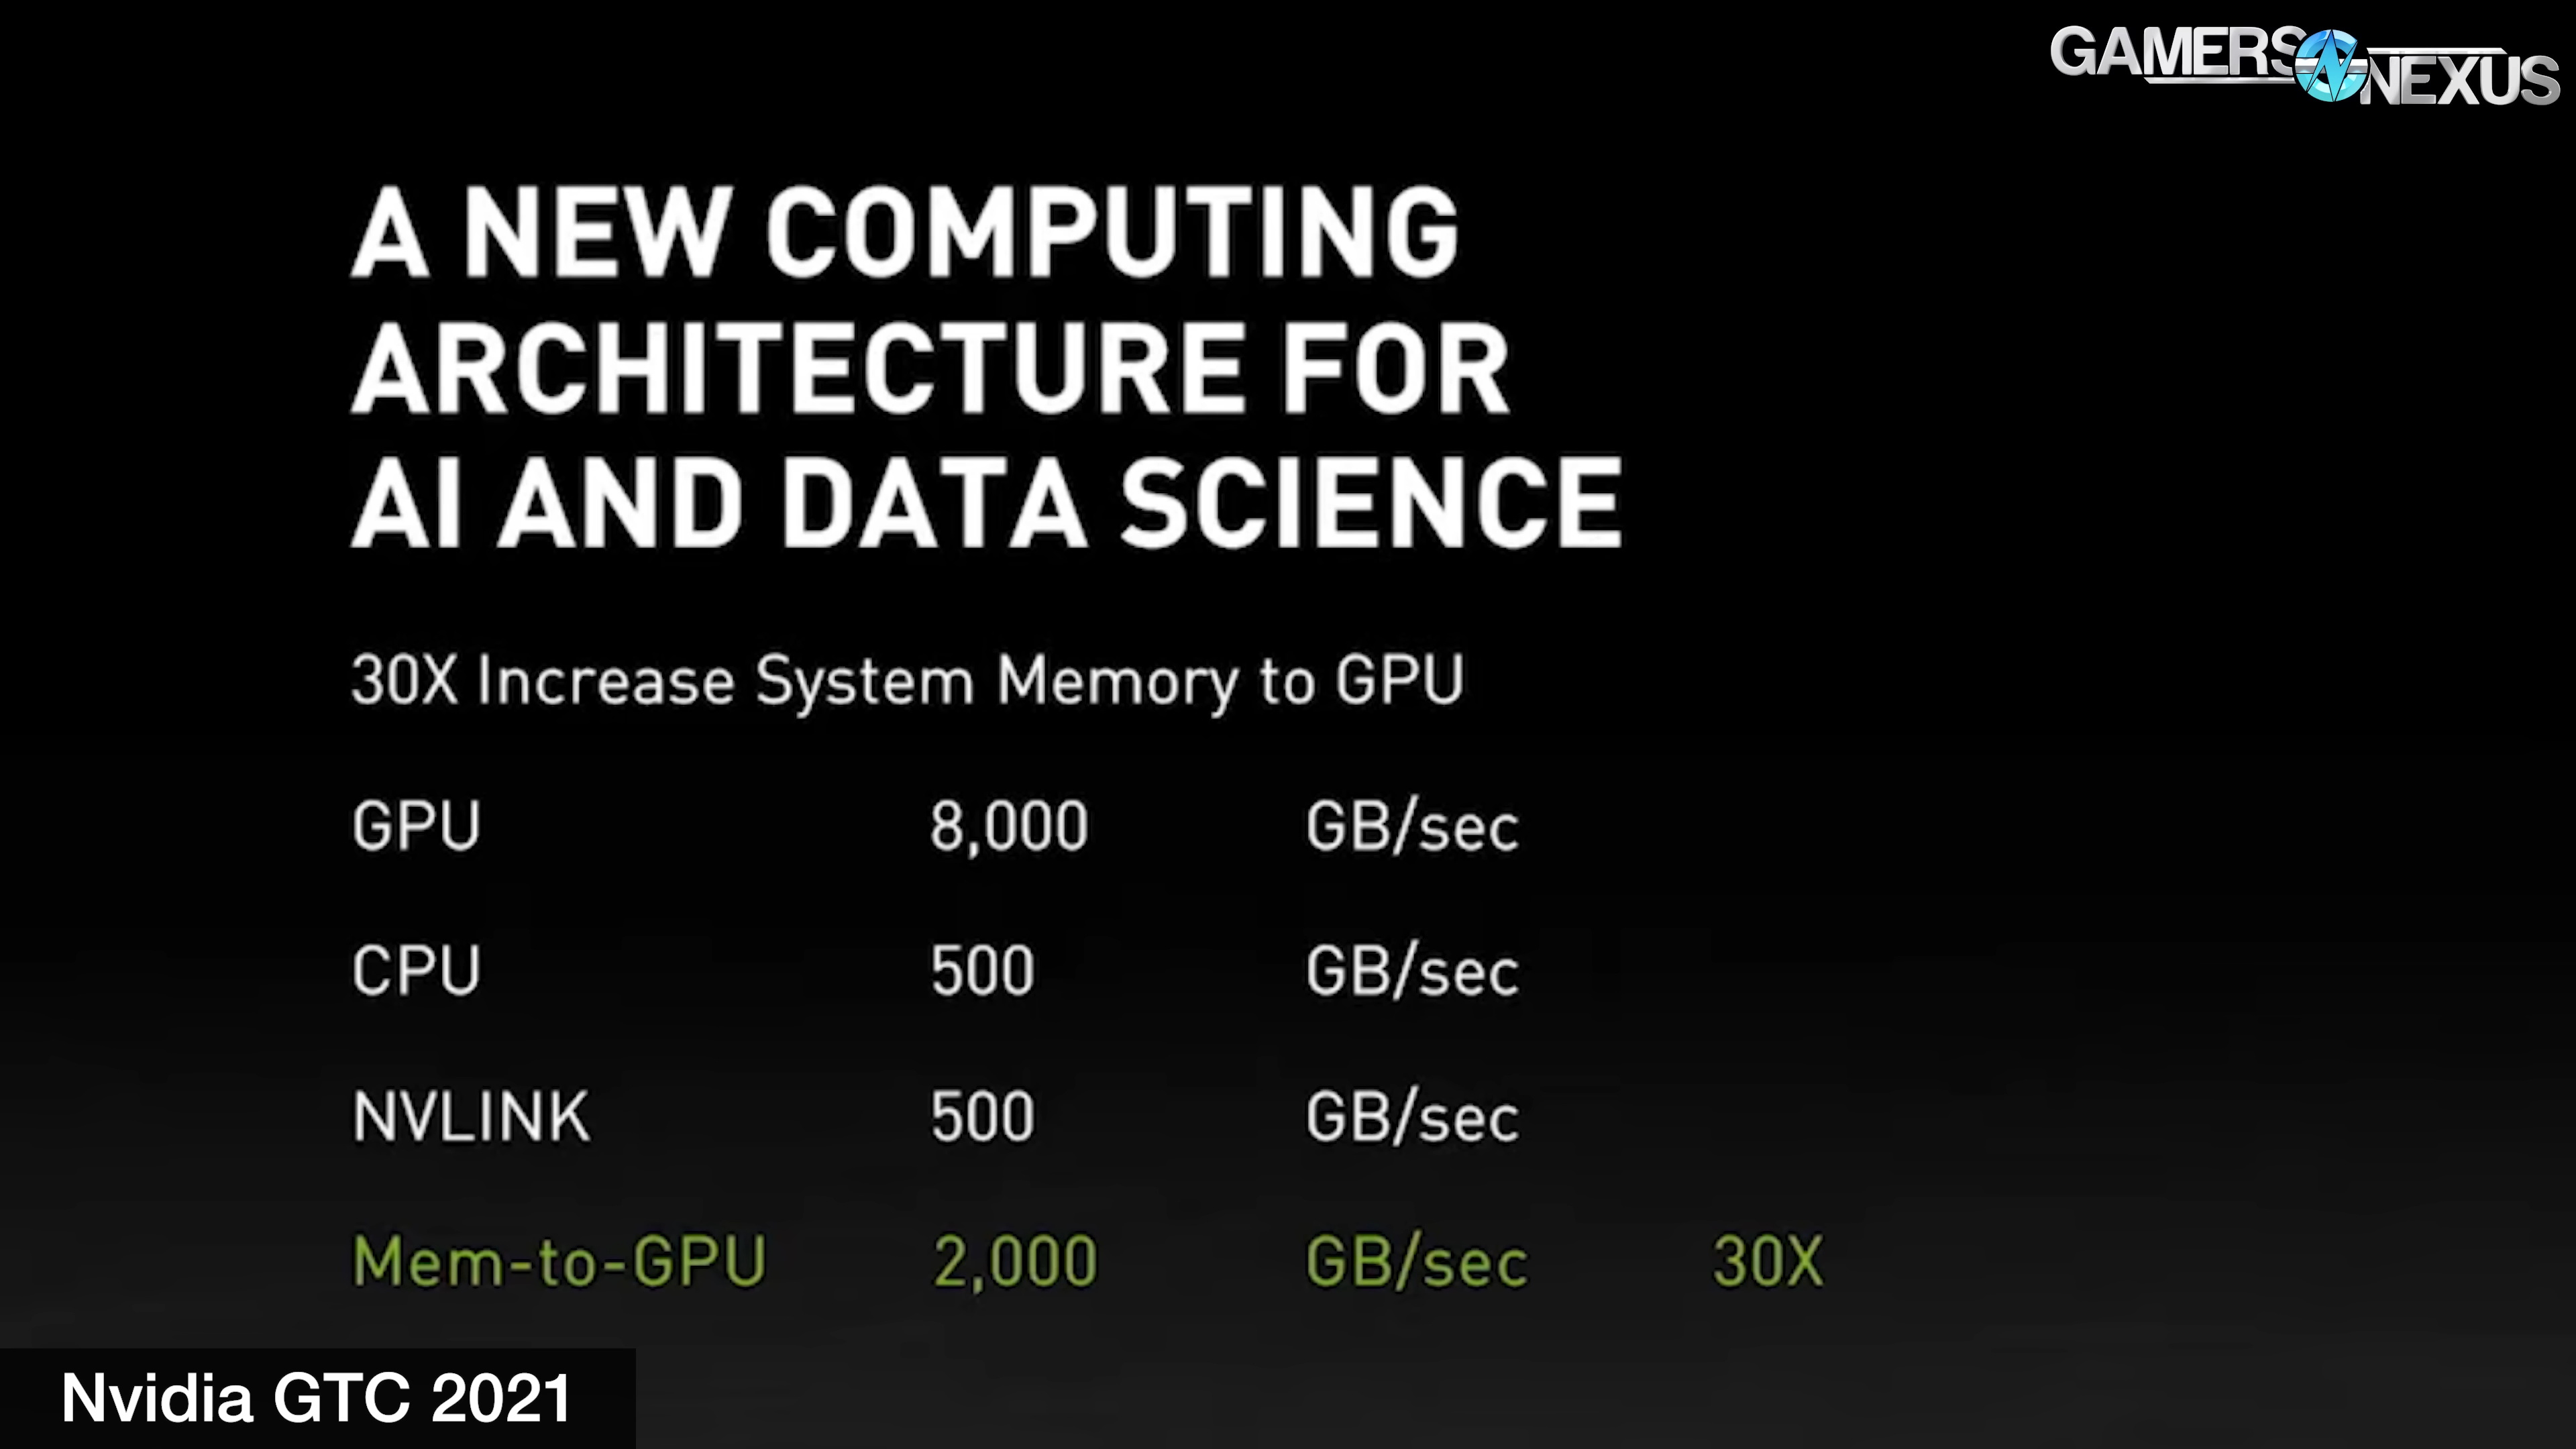 GAMERS NEXUS
A NEW COMPUTING
ARCHITECTURE FOR
AI AND DATA SCIENCE
30X Increase System Memory to GPU
GPU 8,000 GB/sec
CPU 500 GB/sec
NVLINK 500 GB/sec
Mem-to-GPU 2,000 GB/sec 30X
Nvidia GTC 2021